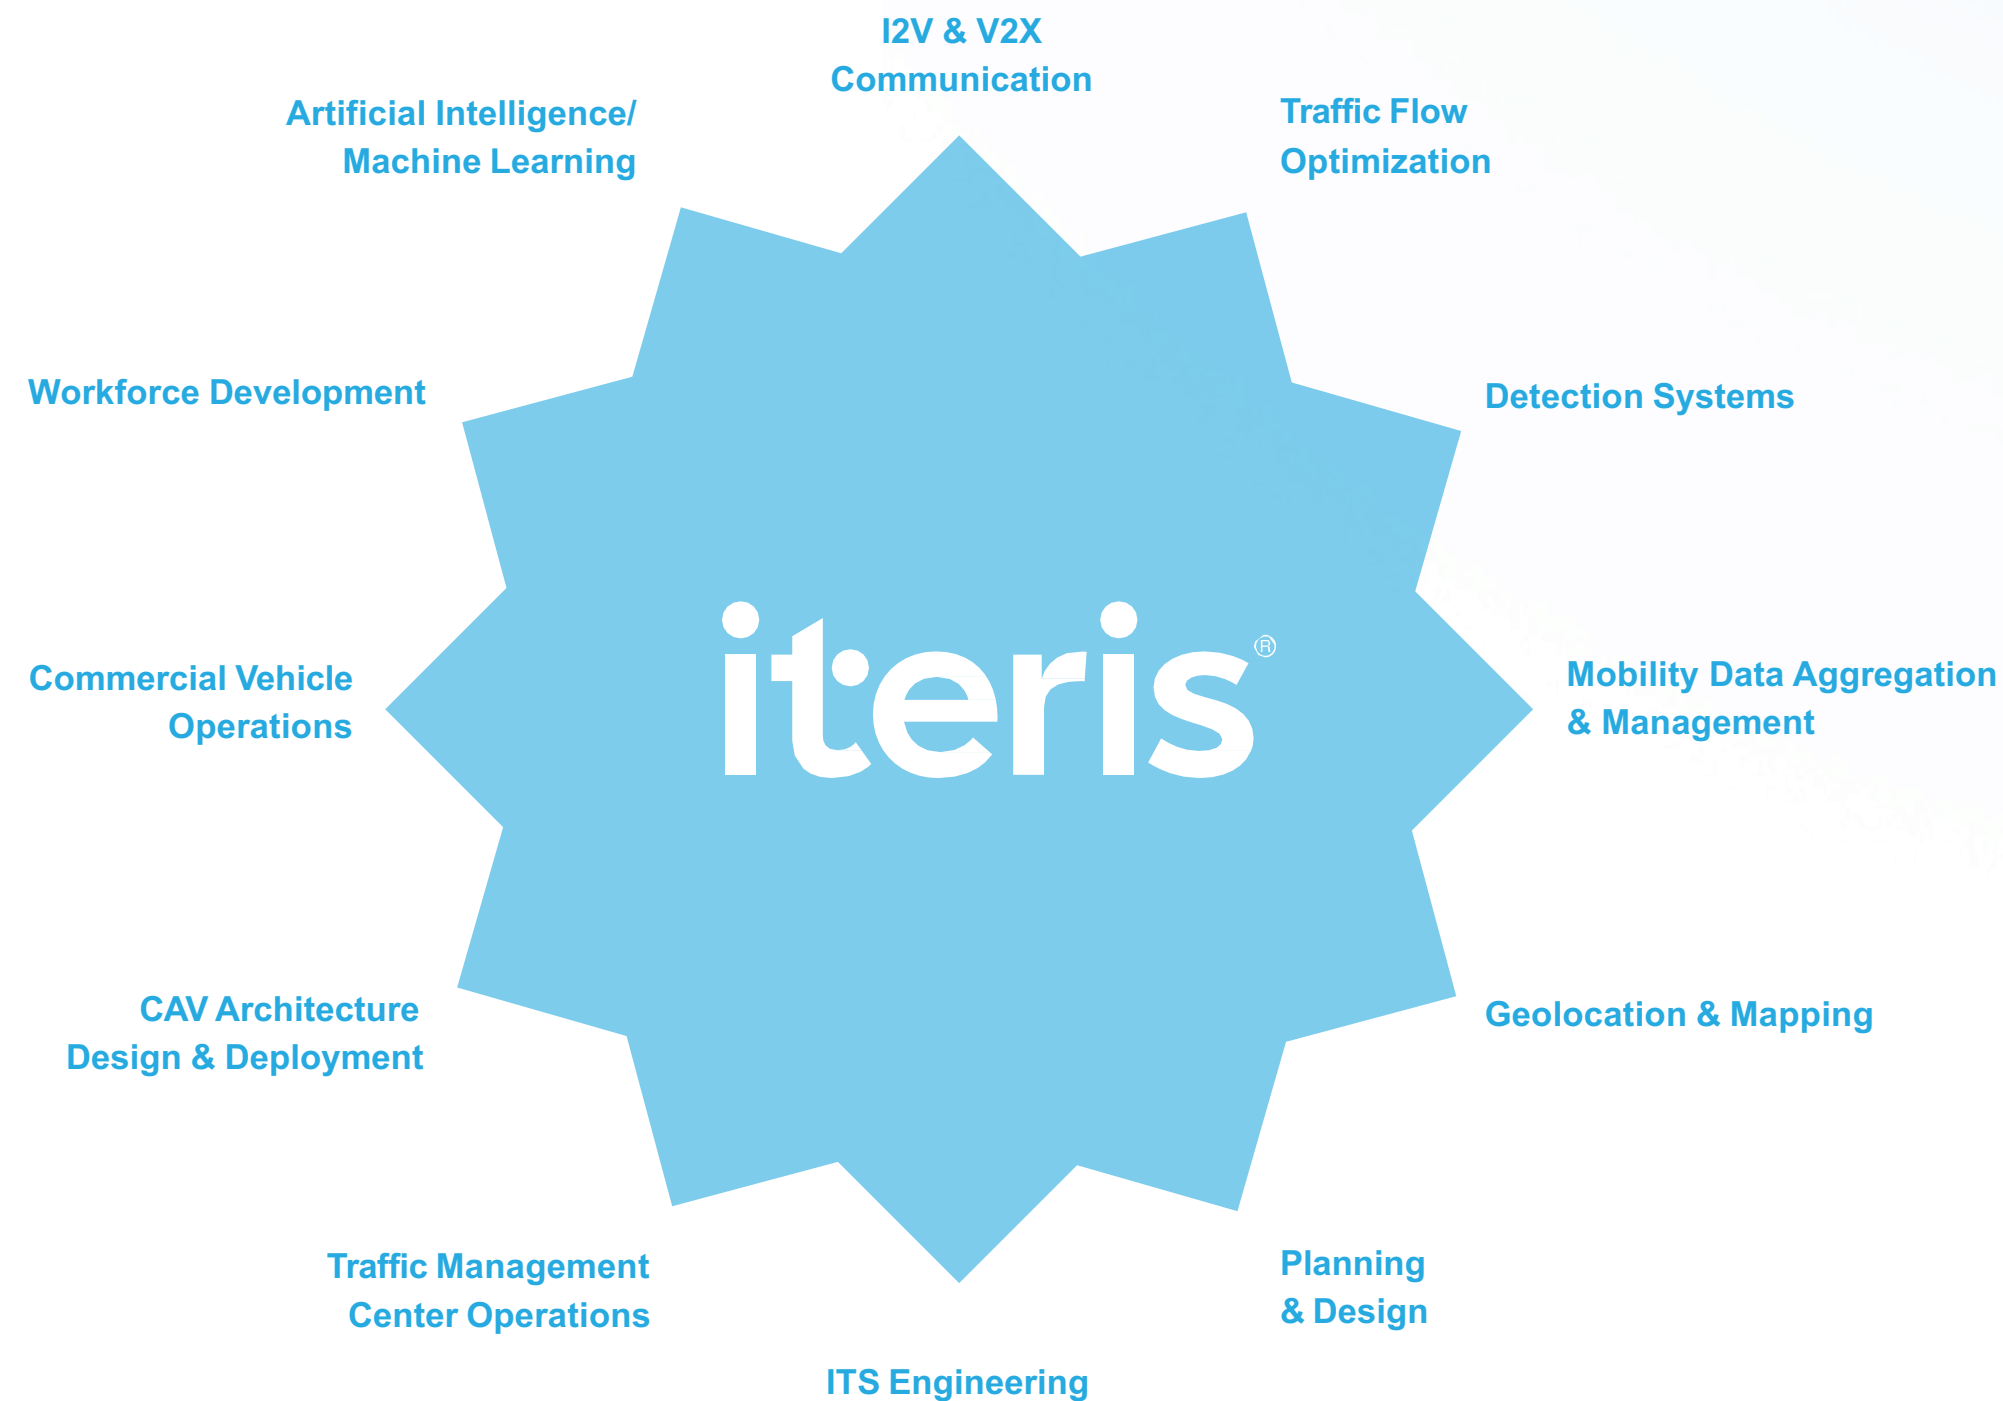 I2V & V2X
Communication
Traffic Flow
Optimization
Detection Systems
Mobility Data Aggregation
& Management
Geolocation & Mapping
Planning
& Design
ITS Engineering
Traffic Management
Center Operations
CAV Architecture
Design & Deployment
Commercial Vehicle
Operations
Workforce Development
Artificial Intelligence/
Machine Learning
iteris®